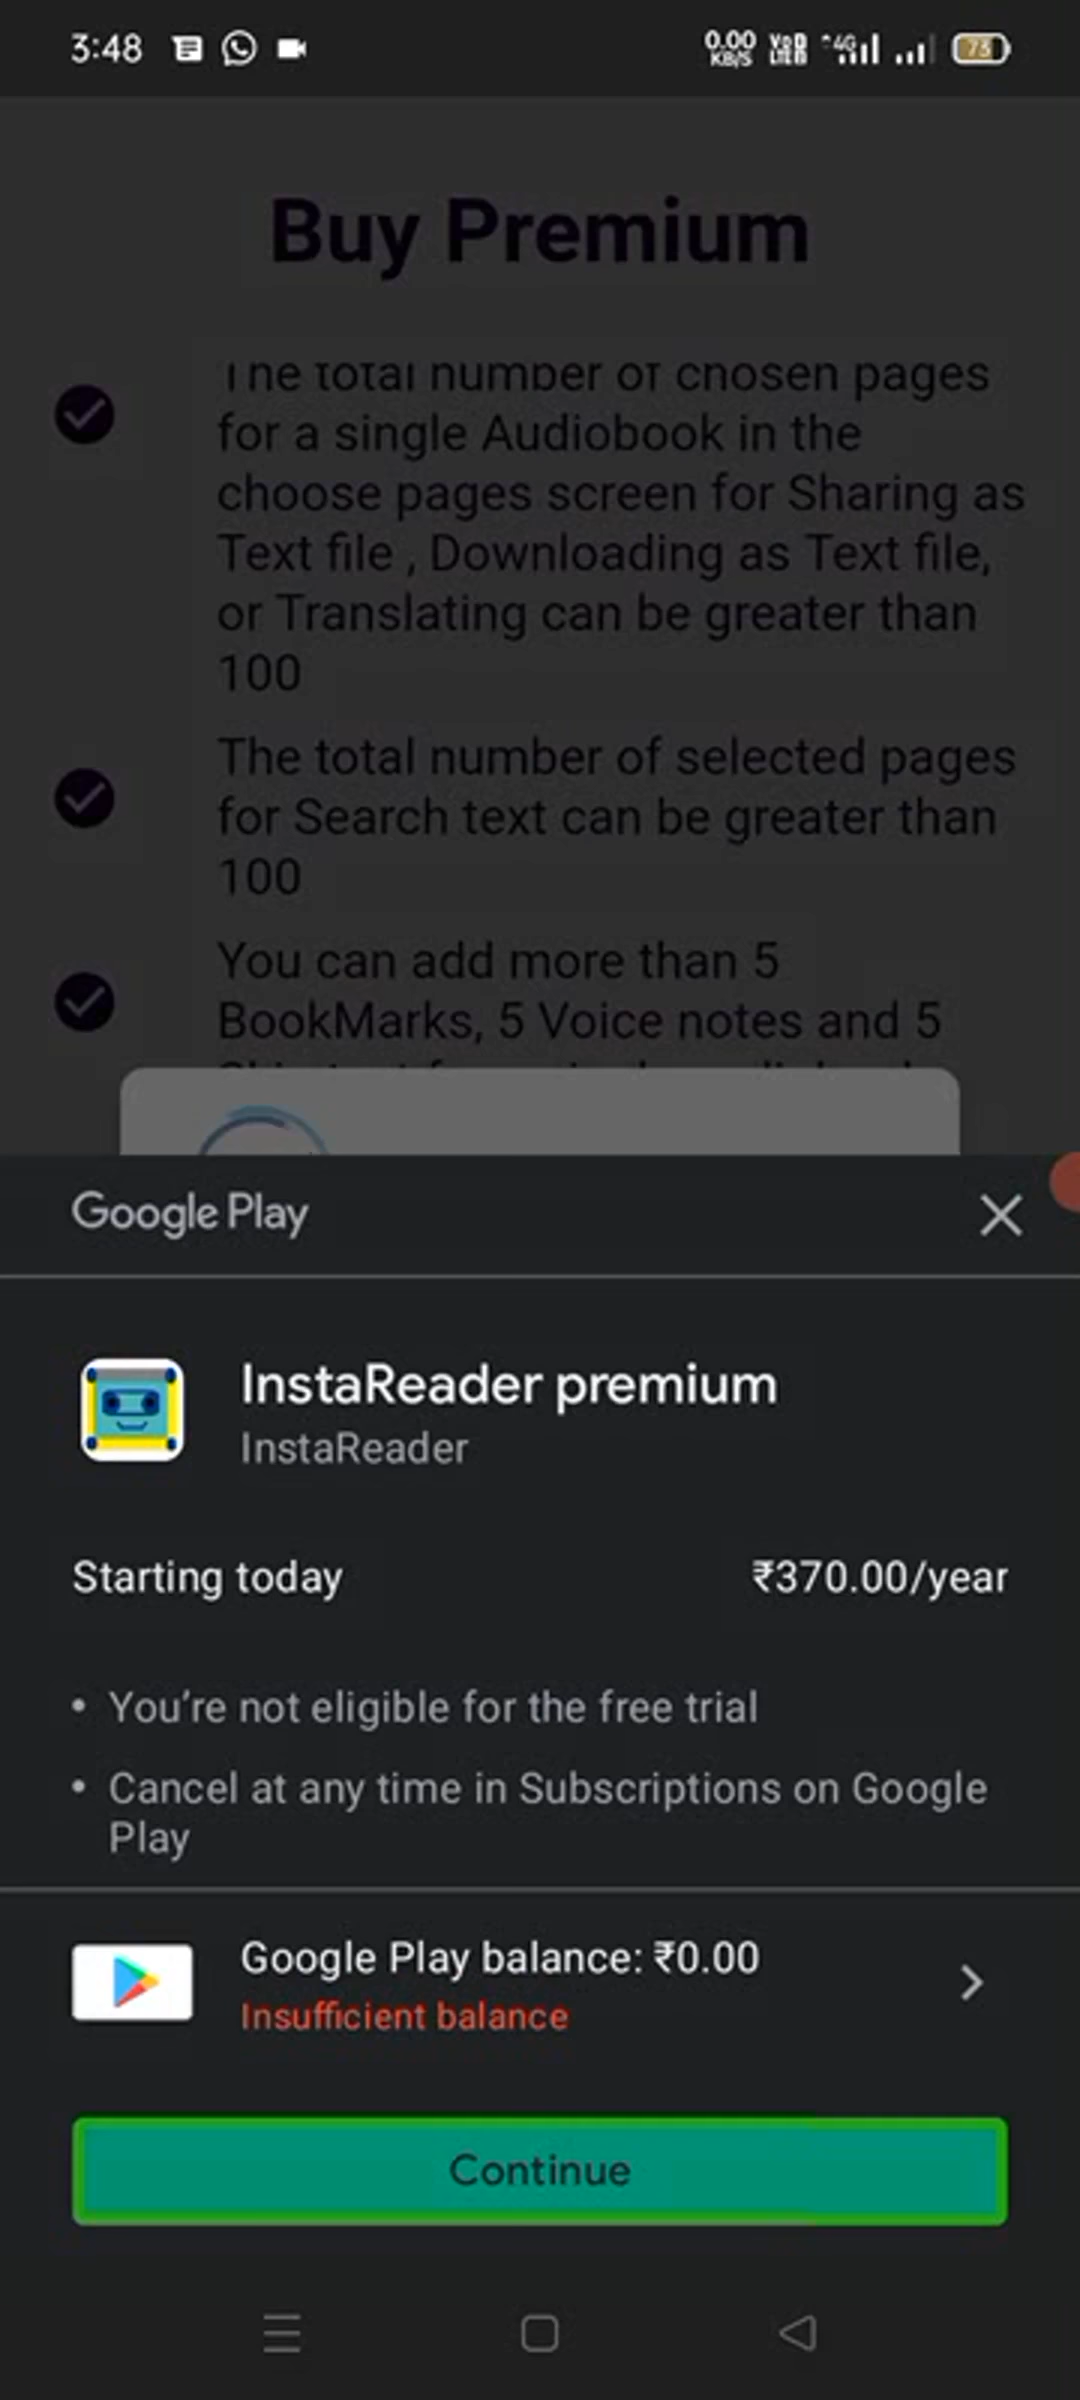 3:48
0.00
KB/S
4G
73
Buy Premium
The total number of chosen pages
for a single Audiobook in the
choose pages screen for Sharing as
Text file , Downloading as Text file,
or Translating can be greater than
100
The total number of selected pages
for Search text can be greater than
100
You can add more than 5
BookMarks, 5 Voice notes and 5
Google Play
InstaReader premium
InstaReader
Starting today
₹370.00/year
• You're not eligible for the free trial
• Cancel at any time in Subscriptions on Google
Play
Google Play balance: ₹0.00
Insufficient balance
Continue